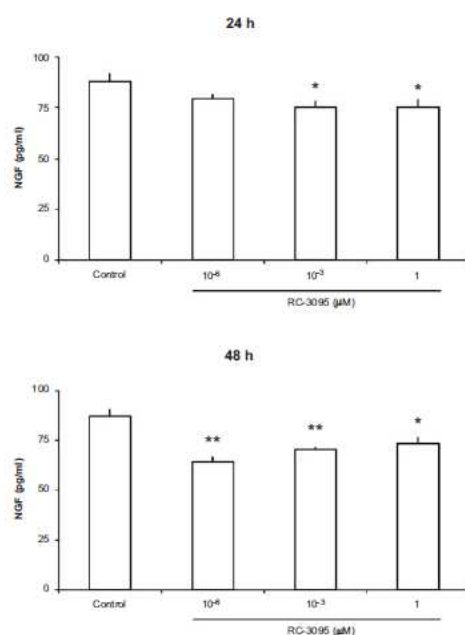 24 h
100
75
50
25
0
NGF (pg/ml)
*
*
Control
10⁻⁶
10⁻³
1
RC-3095 (µM)
48 h
100
75
50
25
0
NGF (pg/ml)
**
**
*
Control
10⁻⁶
10⁻³
1
RC-3095 (µM)